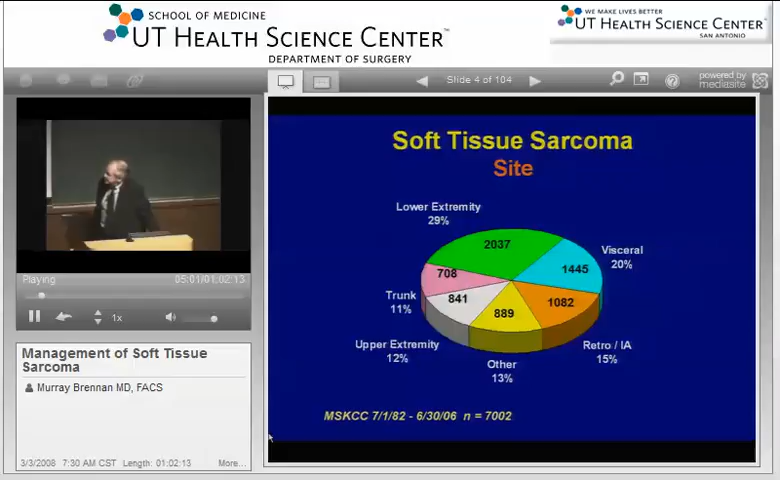 SCHOOL OF MEDICINE
UT HEALTH SCIENCE CENTER™
DEPARTMENT OF SURGERY
WE MAKE LIVES BETTER
UT HEALTH SCIENCE CENTER™
SAN ANTONIO
Slide 4 of 104
powered by
mediasite
Soft Tissue Sarcoma
Site
Lower Extremity
29%
2037
Visceral
20%
1445
708
Trunk
11%
841
Upper Extremity
12%
889
Other
13%
1082
Retro / IA
15%
MSKCC 7/1/82 - 6/30/06 n = 7002
Playing
05:01/01:02:13
1x
Management of Soft Tissue
Sarcoma
Murray Brennan MD, FACS
3/3/2008 7:30 AM CST Length: 01:02:13 More...